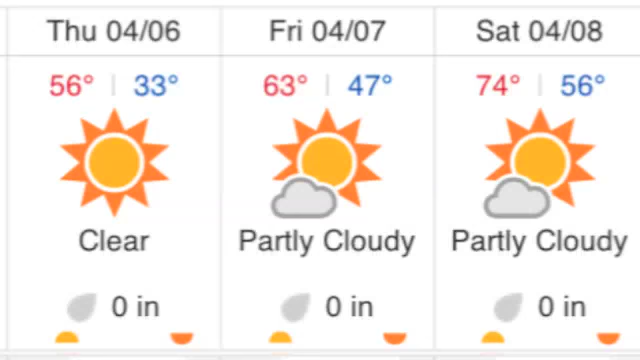 Thu 04/06 Fri 04/07 Sat 04/08
56° | 33° 63° | 47° 74° | 56°
Clear Partly Cloudy Partly Cloudy
0 in 0 in 0 in